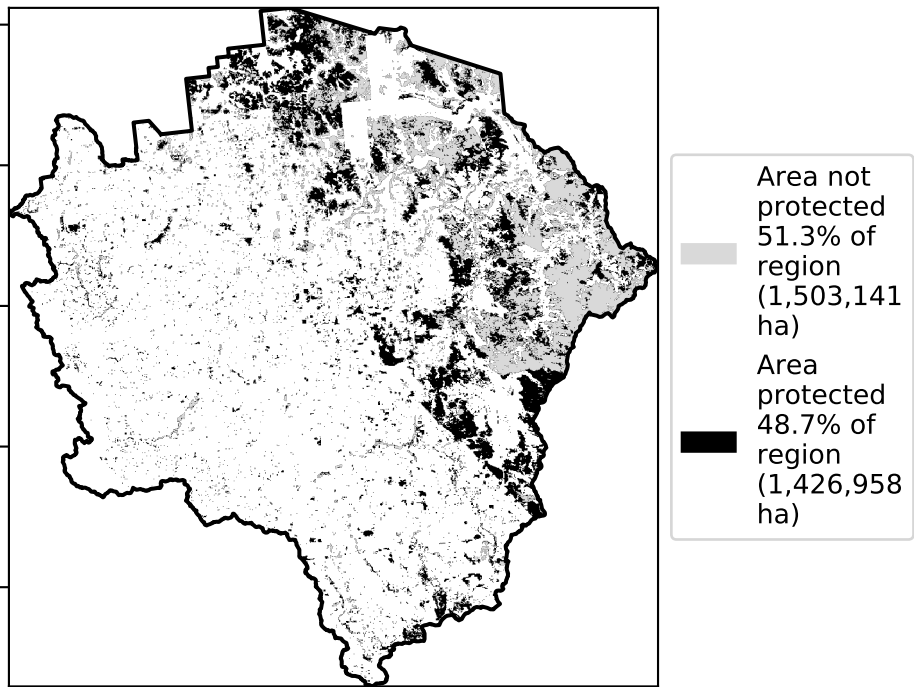 Area not
protected
51.3% of
region
(1,503,141
ha)
Area
protected
48.7% of
region
(1,426,958
ha)